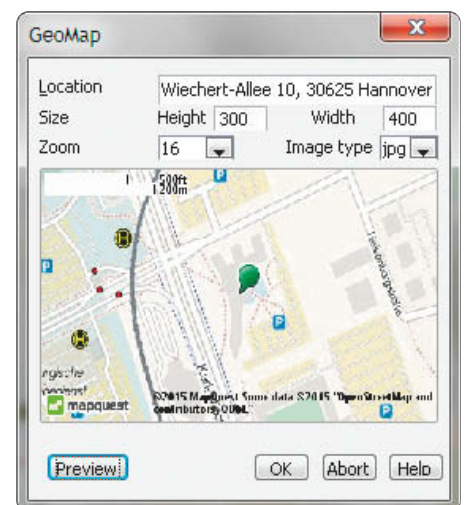 GeoMap
Location Wiechert-Allee 10, 30625 Hannover
Size Height 300 Width 400
Zoom 16 Image type jpg
500ft
200m
P
H
P
P
H
mapquest
©2015 MapQuest Some data ©2015 "OpenStreetMap and
contributors, ODbL"
P
Preview OK Abort Help